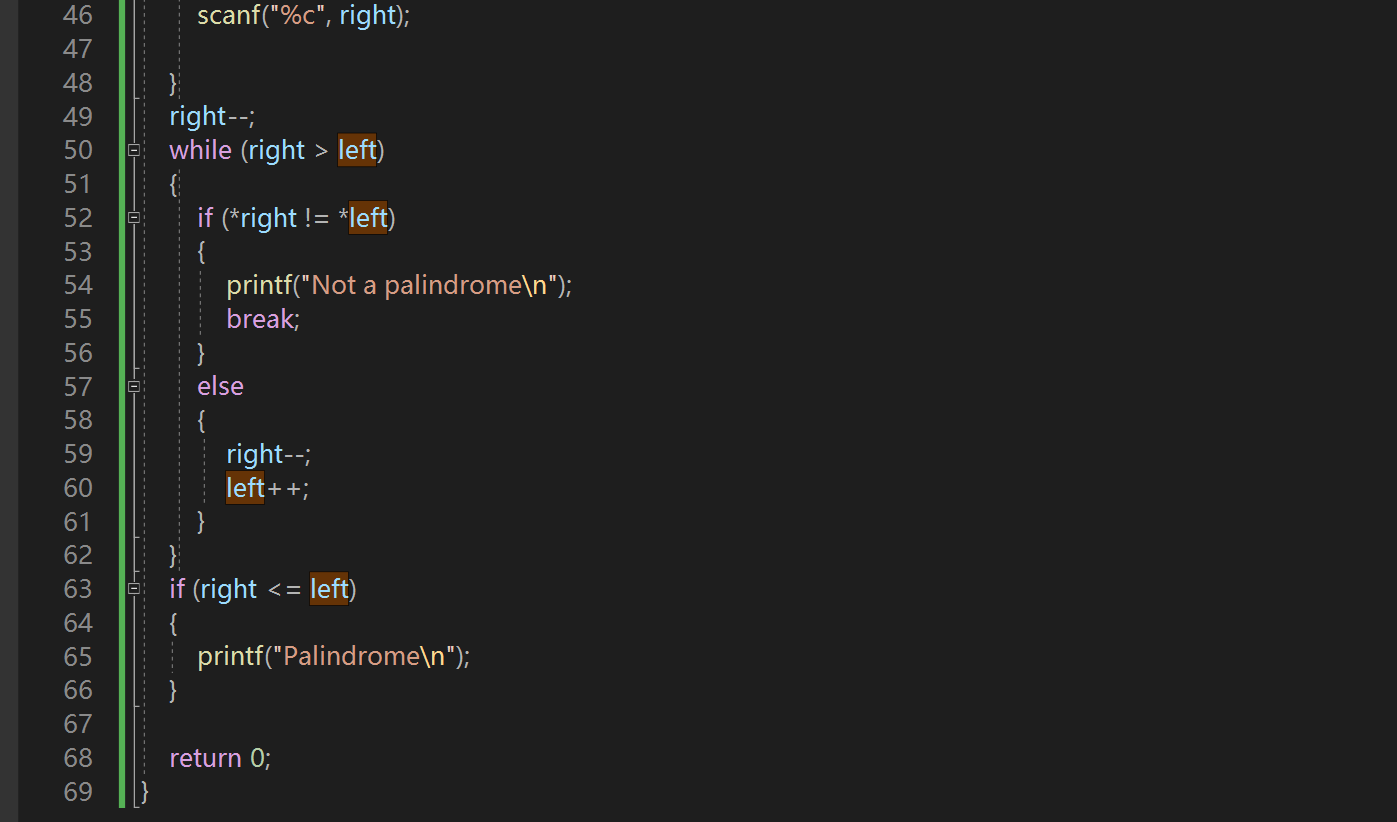 46 scanf("%c", right);
47
48 }
49 right--;
50 while (right > left)
51 {
52 if (*right != *left)
53 {
54 printf("Not a palindrome\n");
55 break;
56 }
57 else
58 {
59 right--;
60 left++;
61 }
62 }
63 if (right <= left)
64 {
65 printf("Palindrome\n");
66 }
67
68 return 0;
69 }